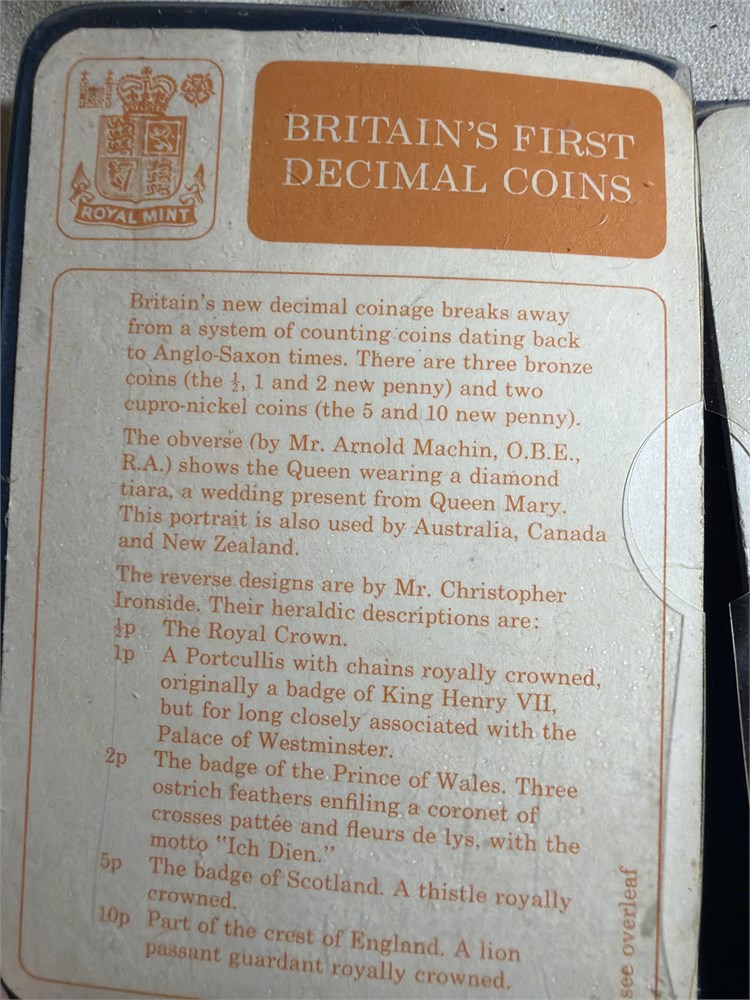 ROYAL MINT
BRITAIN'S FIRST
DECIMAL COINS
Britain's new decimal coinage breaks away
from a system of counting coins dating back
to Anglo-Saxon times. There are three bronze
coins (the ½, 1 and 2 new penny) and two
cupro-nickel coins (the 5 and 10 new penny).
The obverse (by Mr. Arnold Machin, O.B.E.,
R.A.) shows the Queen wearing a diamond
tiara, a wedding present from Queen Mary.
This portrait is also used by Australia, Canada
and New Zealand.
The reverse designs are by Mr. Christopher
Ironside. Their heraldic descriptions are:
½p The Royal Crown.
1p A Portcullis with chains royally crowned,
originally a badge of King Henry VII,
but for long closely associated with the
Palace of Westminster.
2p The badge of the Prince of Wales. Three
ostrich feathers enfiling a coronet of
crosses pattée and fleurs de lys, with the
motto "Ich Dien."
5p The badge of Scotland. A thistle royally
crowned.
10p Part of the crest of England. A lion
passant guardant royally crowned.
see overleaf